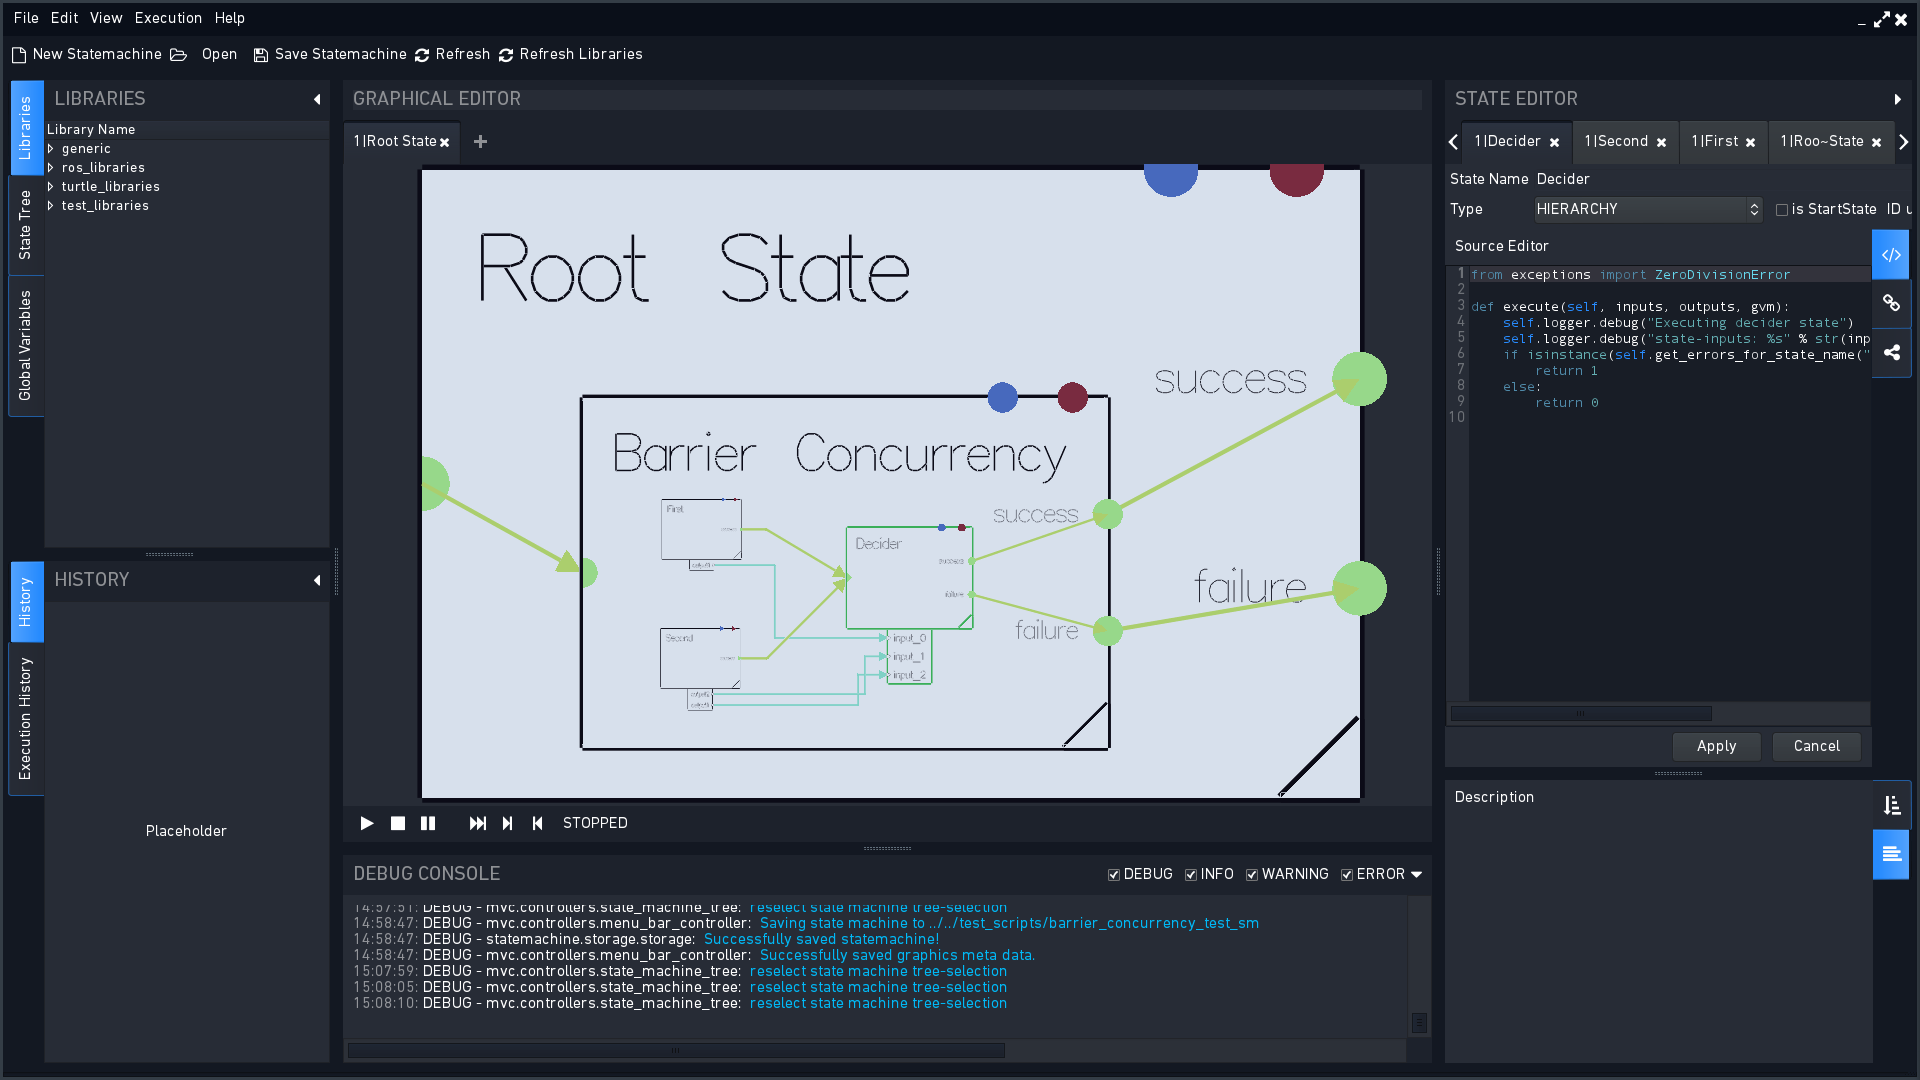 File Edit View Execution Help
New Statemachine Open Save Statemachine Refresh Refresh Libraries
Libraries
State Tree
Global Variables
LIBRARIES
Library Name
generic
ros_libraries
turtle_libraries
test_libraries
History
Execution History
HISTORY
Placeholder
GRAPHICAL EDITOR
1|Root State
Root State
success
failure
Barrier Concurrency
success
failure
First
Second
Decider
success
failure
input_0
input_1
input_2
STOPPED
DEBUG CONSOLE
DEBUG INFO WARNING ERROR
14:57:51: DEBUG - mvc.controllers.state_machine_tree: reselect state machine tree-selection
14:58:47: DEBUG - mvc.controllers.menu_bar_controller: Saving state machine to ../../test_scripts/barrier_concurrency_test_sm
14:58:47: DEBUG - statemachine.storage.storage: Successfully saved statemachine!
14:58:47: DEBUG - mvc.controllers.menu_bar_controller: Successfully saved graphics meta data.
15:07:59: DEBUG - mvc.controllers.state_machine_tree: reselect state machine tree-selection
15:08:05: DEBUG - mvc.controllers.state_machine_tree: reselect state machine tree-selection
15:08:10: DEBUG - mvc.controllers.state_machine_tree: reselect state machine tree-selection
STATE EDITOR
1|Decider 1|Second 1|First 1|Roo~State
State Name Decider
Type HIERARCHY is StartState ID u
Source Editor
1 from exceptions import ZeroDivisionError
2
3 def execute(self, inputs, outputs, gvm):
4 self.logger.debug("Executing decider state")
5 self.logger.debug("state-inputs: %s" % str(inp
6 if isinstance(self.get_errors_for_state_name("
7 return 1
8 else:
9 return 0
10
Apply Cancel
Description